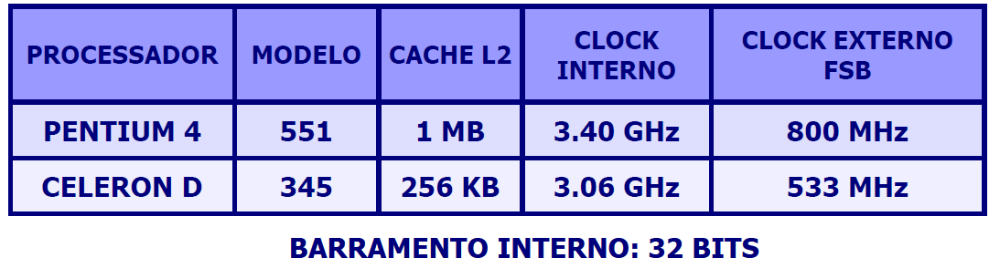 PROCESSADOR MODELO CACHE L2 CLOCK INTERNO CLOCK EXTERNO FSB
PENTIUM 4 551 1 MB 3.40 GHz 800 MHz
CELERON D 345 256 KB 3.06 GHz 533 MHz
BARRAMENTO INTERNO: 32 BITS